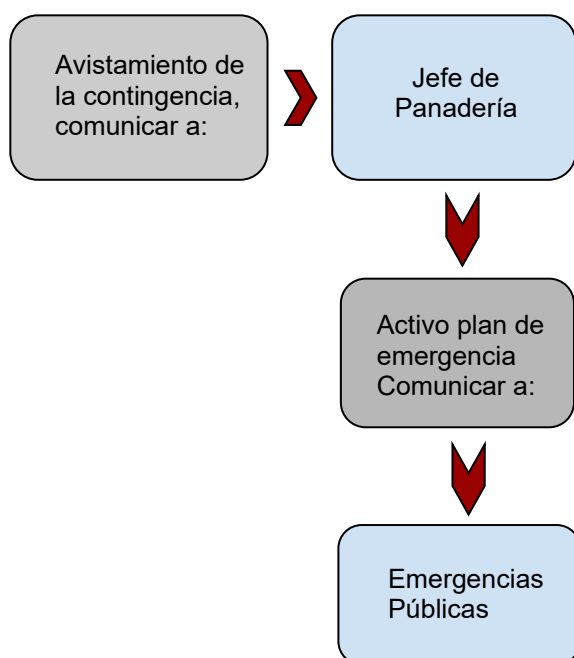 Avistamiento de
la contingencia,
comunicar a:
Jefe de
Panadería
Activo plan de
emergencia
Comunicar a:
Emergencias
Públicas